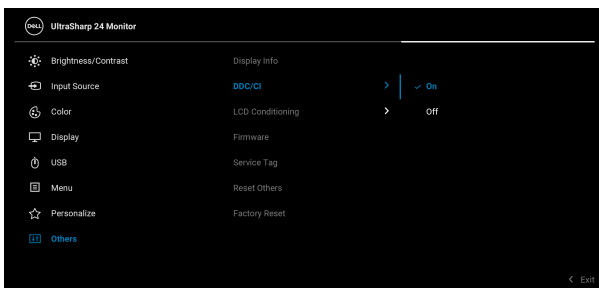 DELL UltraSharp 24 Monitor
Brightness/Contrast Display Info
Input Source DDC/CI On
Color LCD Conditioning Off
Display Firmware
USB Service Tag
Menu Reset Others
Personalize Factory Reset
Others
Exit